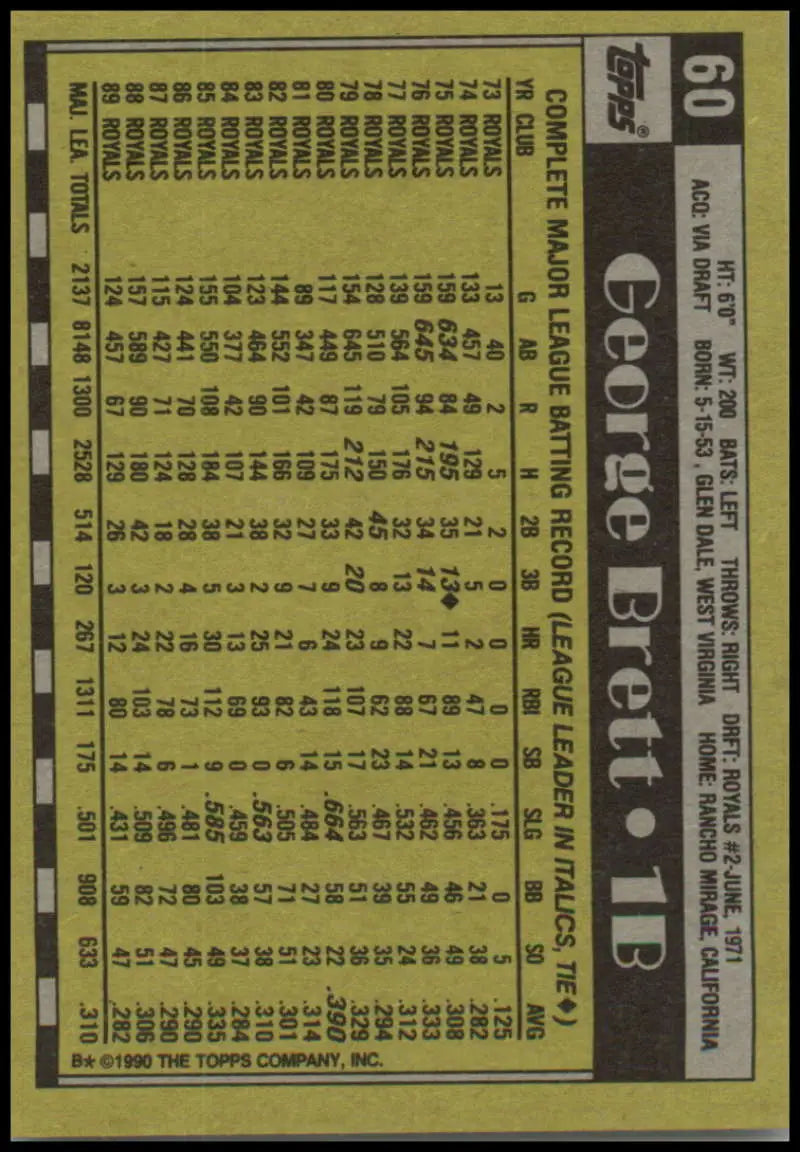 60
HT: 6'0" WT: 200 BATS: LEFT THROWS: RIGHT DRFT: ROYALS #2-JUNE, 1971
ACQ: VIA DRAFT BORN: 5-15-53, GLEN DALE, WEST VIRGINIA HOME: RANCHO MIRAGE, CALIFORNIA
TOPPS®
George Brett • 1B
COMPLETE MAJOR LEAGUE BATTING RECORD (LEAGUE LEADER IN ITALICS, TIE♦)
YR CLUB G AB R H 2B 3B HR RBI SB SLG BB SO AVG
73 ROYALS 13 40 2 5 2 0 0 0 0 .175 0 5 .125
74 ROYALS 133 457 49 129 21 5 2 47 8 .363 21 38 .282
75 ROYALS 159 634 84 195 35 13♦ 11 89 13 .456 46 49 .308
76 ROYALS 159 645 94 215 34 14 7 67 21 .462 49 36 .333
77 ROYALS 139 564 105 176 32 13 22 88 14 .532 55 24 .312
78 ROYALS 128 510 79 150 45 8 9 62 23 .467 39 35 .294
79 ROYALS 154 645 119 212 42 20 23 107 17 .563 51 36 .329
80 ROYALS 117 449 87 175 33 9 24 118 15 .664 58 22 .390
81 ROYALS 89 347 42 109 27 7 6 43 14 .484 27 23 .314
82 ROYALS 144 552 101 166 32 9 21 82 6 .505 71 51 .301
83 ROYALS 123 464 90 144 38 2 25 93 0 .563 57 38 .310
84 ROYALS 104 377 42 107 21 3 13 69 0 .459 38 37 .284
85 ROYALS 155 550 108 184 38 5 30 112 9 .585 103 49 .335
86 ROYALS 124 441 70 128 28 4 16 73 1 .481 80 45 .290
87 ROYALS 115 427 71 124 18 2 22 78 6 .496 72 47 .290
88 ROYALS 157 589 90 180 42 3 24 103 14 .509 82 51 .306
89 ROYALS 124 457 67 129 26 3 12 80 14 .431 59 47 .282
MAJ. LEA. TOTALS 2137 8148 1300 2528 514 120 267 1311 175 .501 908 633 .310
B★ ©1990 THE TOPPS COMPANY, INC.